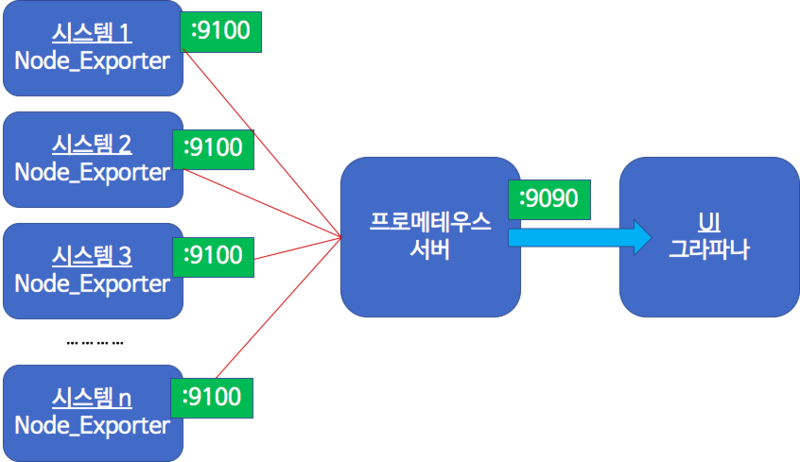 시스템 1
Node_Exporter
:9100
시스템 2
Node_Exporter
:9100
시스템 3
Node_Exporter
:9100
…………
시스템 n
Node_Exporter
:9100
프로메테우스
서버
:9090
UI
그라파나